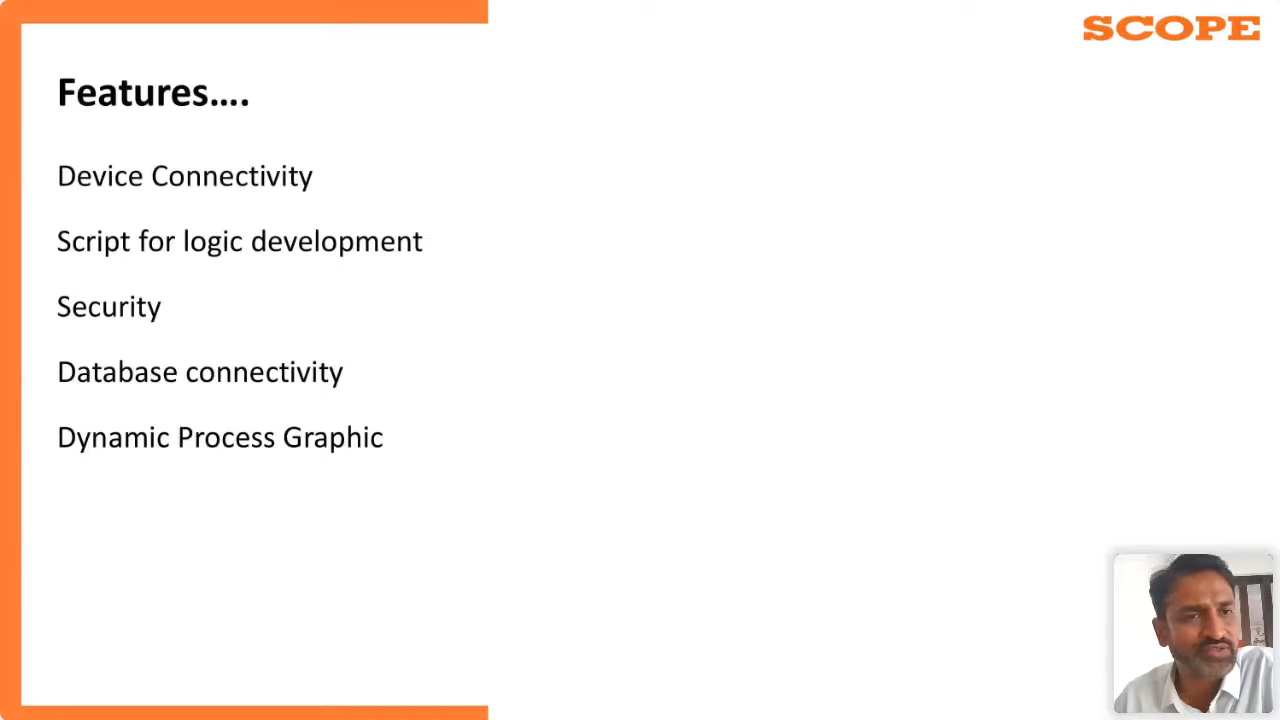 SCOPE
Features....
Device Connectivity
Script for logic development
Security
Database connectivity
Dynamic Process Graphic